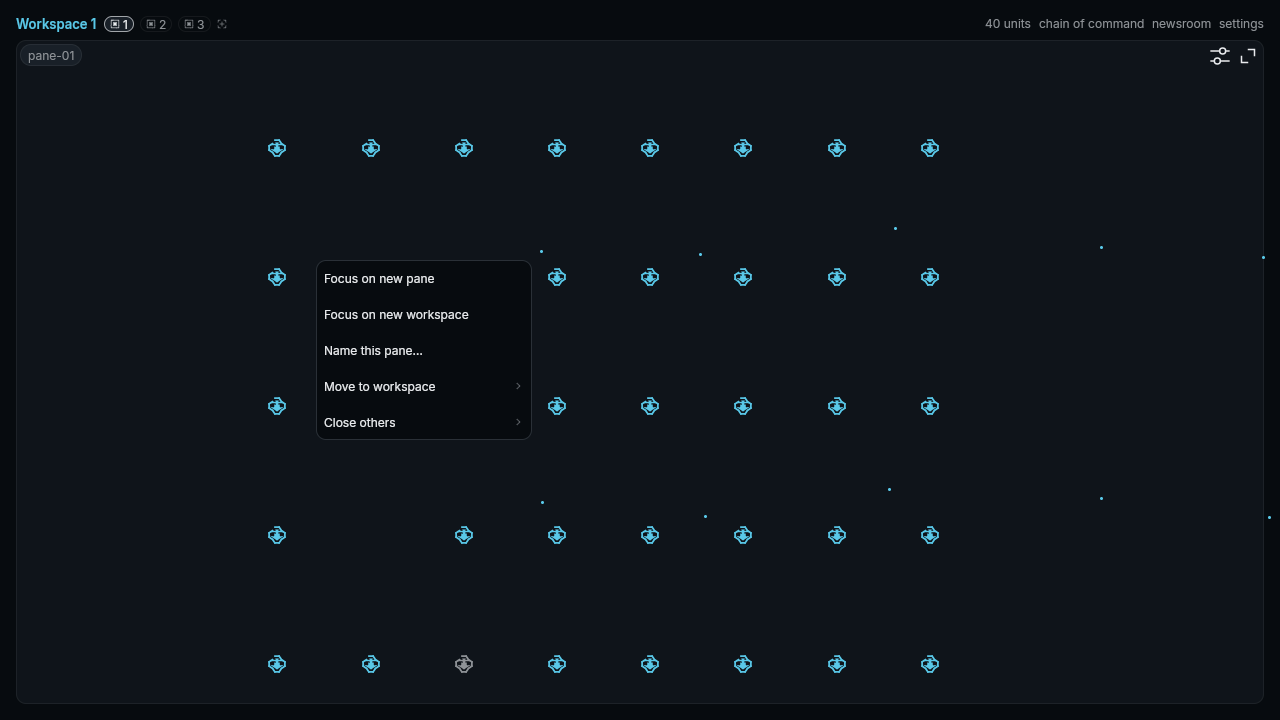 Workspace 1 1 2 3 40 units chain of command newsroom settings
pane-01
Focus on new pane
Focus on new workspace
Name this pane...
Move to workspace
Close others